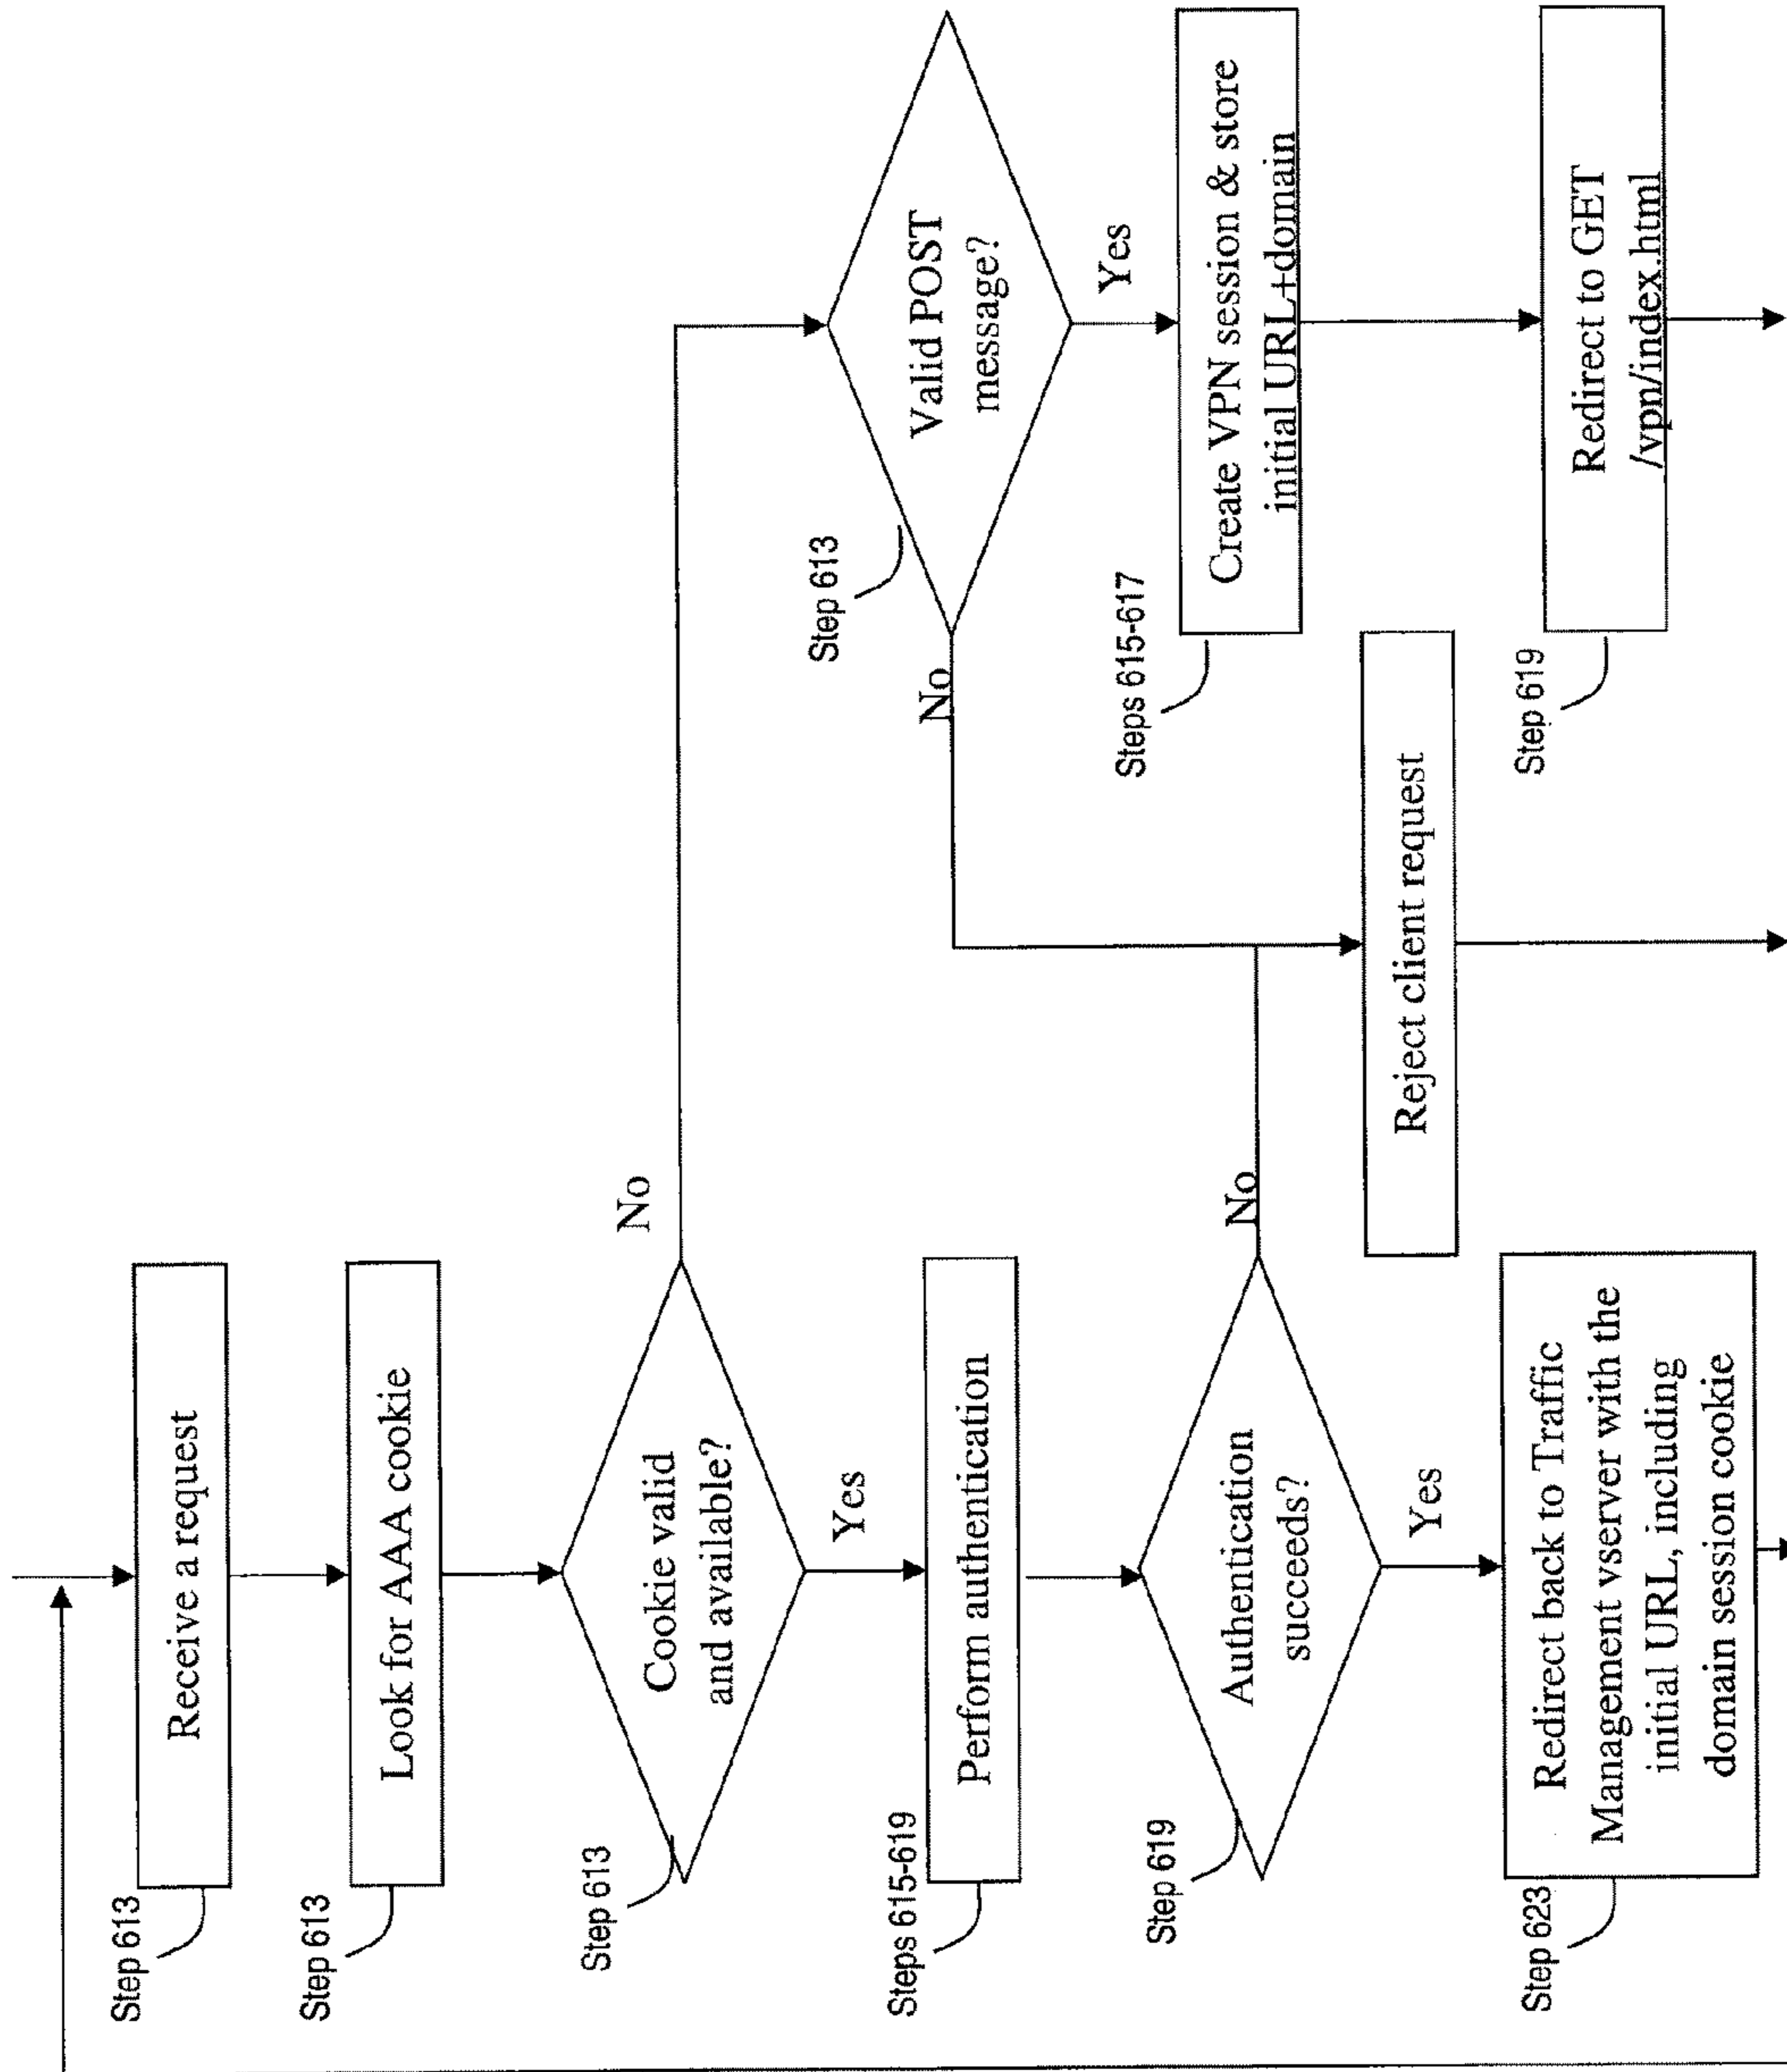 Step 613
Receive a request
Step 613
Look for AAA cookie
Step 613
Cookie valid
and available?
No
Yes
Steps 615-619
Perform authentication
Step 619
Authentication
succeeds?
No
Yes
Step 623
Redirect back to Traffic
Management vserver with the
initial URL, including
domain session cookie
Step 613
Valid POST
message?
No
Yes
Steps 615-617
Create VPN session & store
initial URL+domain
Reject client request
Step 619
Redirect to GET
/vpn/index.html